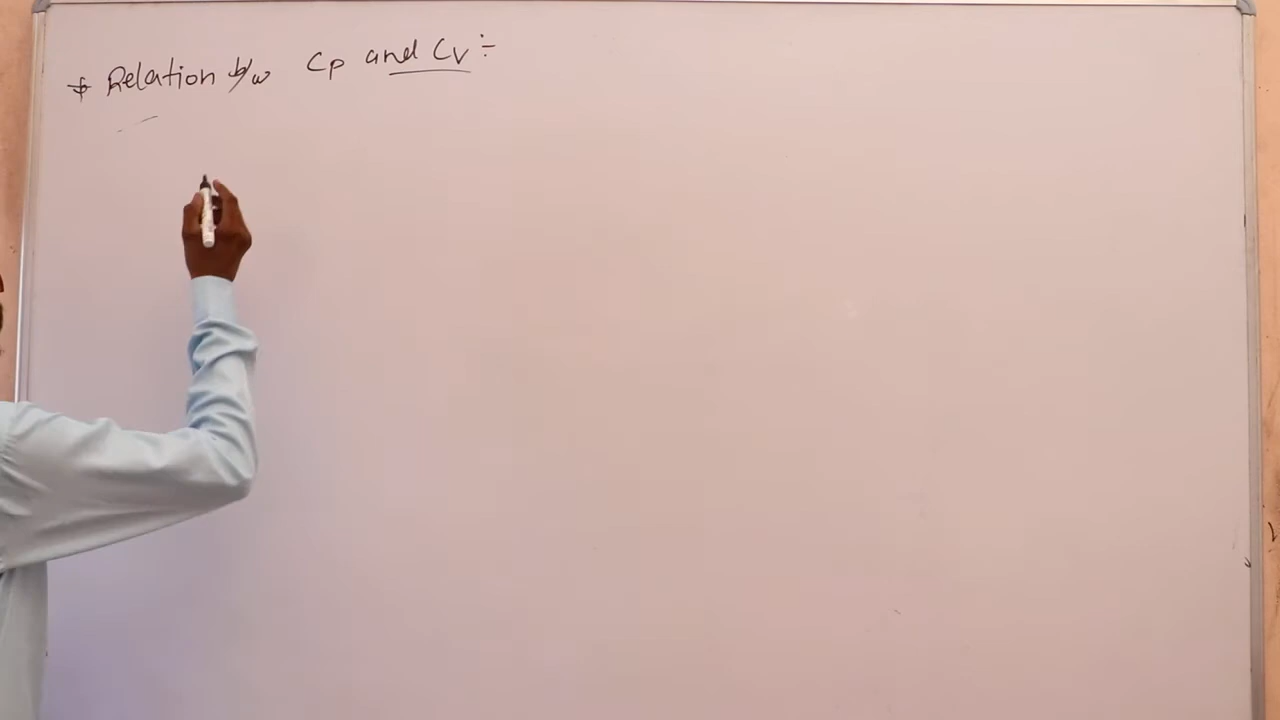 * Relation b/w Cp and Cv :-